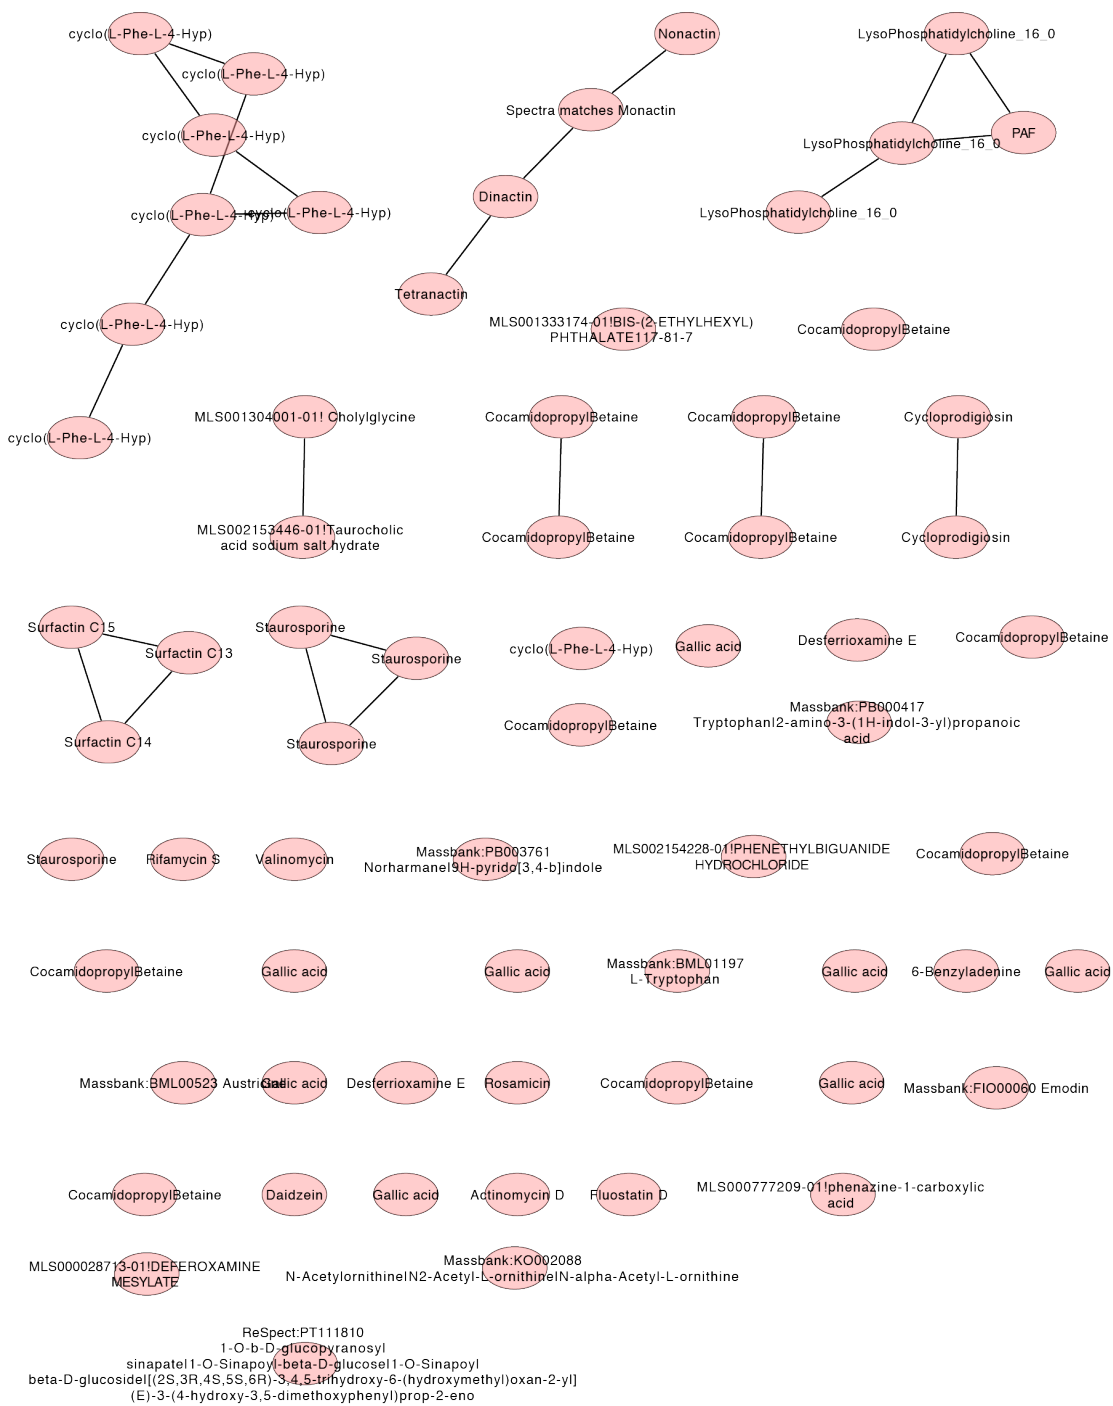 cyclo(L-Phe-L-4-Hyp)
Nonactin
LysoPhosphatidylcholine_16_0
cyclo(L-Phe-L-4-Hyp)
Spectra matches Monactin
cyclo(L-Phe-L-4-Hyp)
PAF
LysoPhosphatidylcholine_16_0
Dinactin
cyclo(L-Phe-L-4-Hyp)
cyclo(L-Phe-L-4-Hyp)
LysoPhosphatidylcholine_16_0
Tetranactin
cyclo(L-Phe-L-4-Hyp)
MLS001333174-01!BIS-(2-ETHYLHEXYL)
PHTHALATE117-81-7
CocamidopropylBetaine
cyclo(L-Phe-L-4-Hyp)
MLS001304001-01! Cholylglycine
CocamidopropylBetaine
CocamidopropylBetaine
Cycloprodigiosin
MLS002153446-01!Taurocholic
acid sodium salt hydrate
CocamidopropylBetaine
CocamidopropylBetaine
Cycloprodigiosin
Surfactin C15
Surfactin C13
Surfactin C14
Staurosporine
Staurosporine
Staurosporine
cyclo(L-Phe-L-4-Hyp)
Gallic acid
Desferrioxamine E
CocamidopropylBetaine
CocamidopropylBetaine
Massbank:PB000417
Tryptophan|2-amino-3-(1H-indol-3-yl)propanoic
acid
Staurosporine
Rifamycin S
Valinomycin
Massbank:PB003761
Norharmane|9H-pyrido[3,4-b]indole
MLS002154228-01!PHENETHYLBIGUANIDE
HYDROCHLORIDE
CocamidopropylBetaine
CocamidopropylBetaine
Gallic acid
Gallic acid
Massbank:BML01197
L-Tryptophan
Gallic acid
6-Benzyladenine
Gallic acid
Massbank:BML00523 Austricine
Gallic acid
Desferrioxamine E
Rosamicin
CocamidopropylBetaine
Gallic acid
Massbank:FIO00060 Emodin
CocamidopropylBetaine
Daidzein
Gallic acid
Actinomycin D
Fluostatin D
MLS000777209-01!phenazine-1-carboxylic
acid
MLS000028713-01!DEFEROXAMINE
MESYLATE
Massbank:KO002088
N-Acetylornithine|N2-Acetyl-L-ornithine|N-alpha-Acetyl-L-ornithine
ReSpect:PT111810
1-O-b-D-glucopyranosyl
sinapate|1-O-Sinapoyl-beta-D-glucose|1-O-Sinapoyl
beta-D-glucoside|[(2S,3R,4S,5S,6R)-3,4,5-trihydroxy-6-(hydroxymethyl)oxan-2-yl]
(E)-3-(4-hydroxy-3,5-dimethoxyphenyl)prop-2-eno